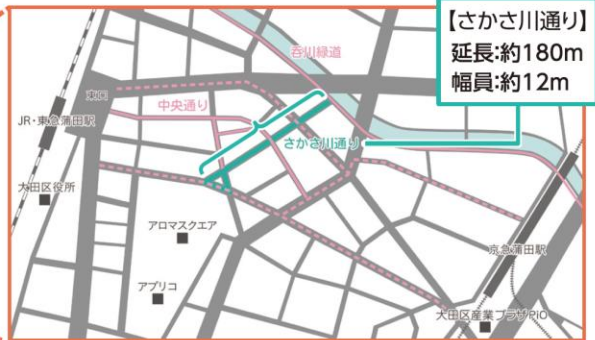 【さかさ川通り】
延長:約180m
幅員:約12m
呑川緑道
東口
中央通り
JR・東急蒲田駅
さかさ川通り
大田区役所
アロマスクエア
京急蒲田駅
アプリコ
大田区産業プラザPiO